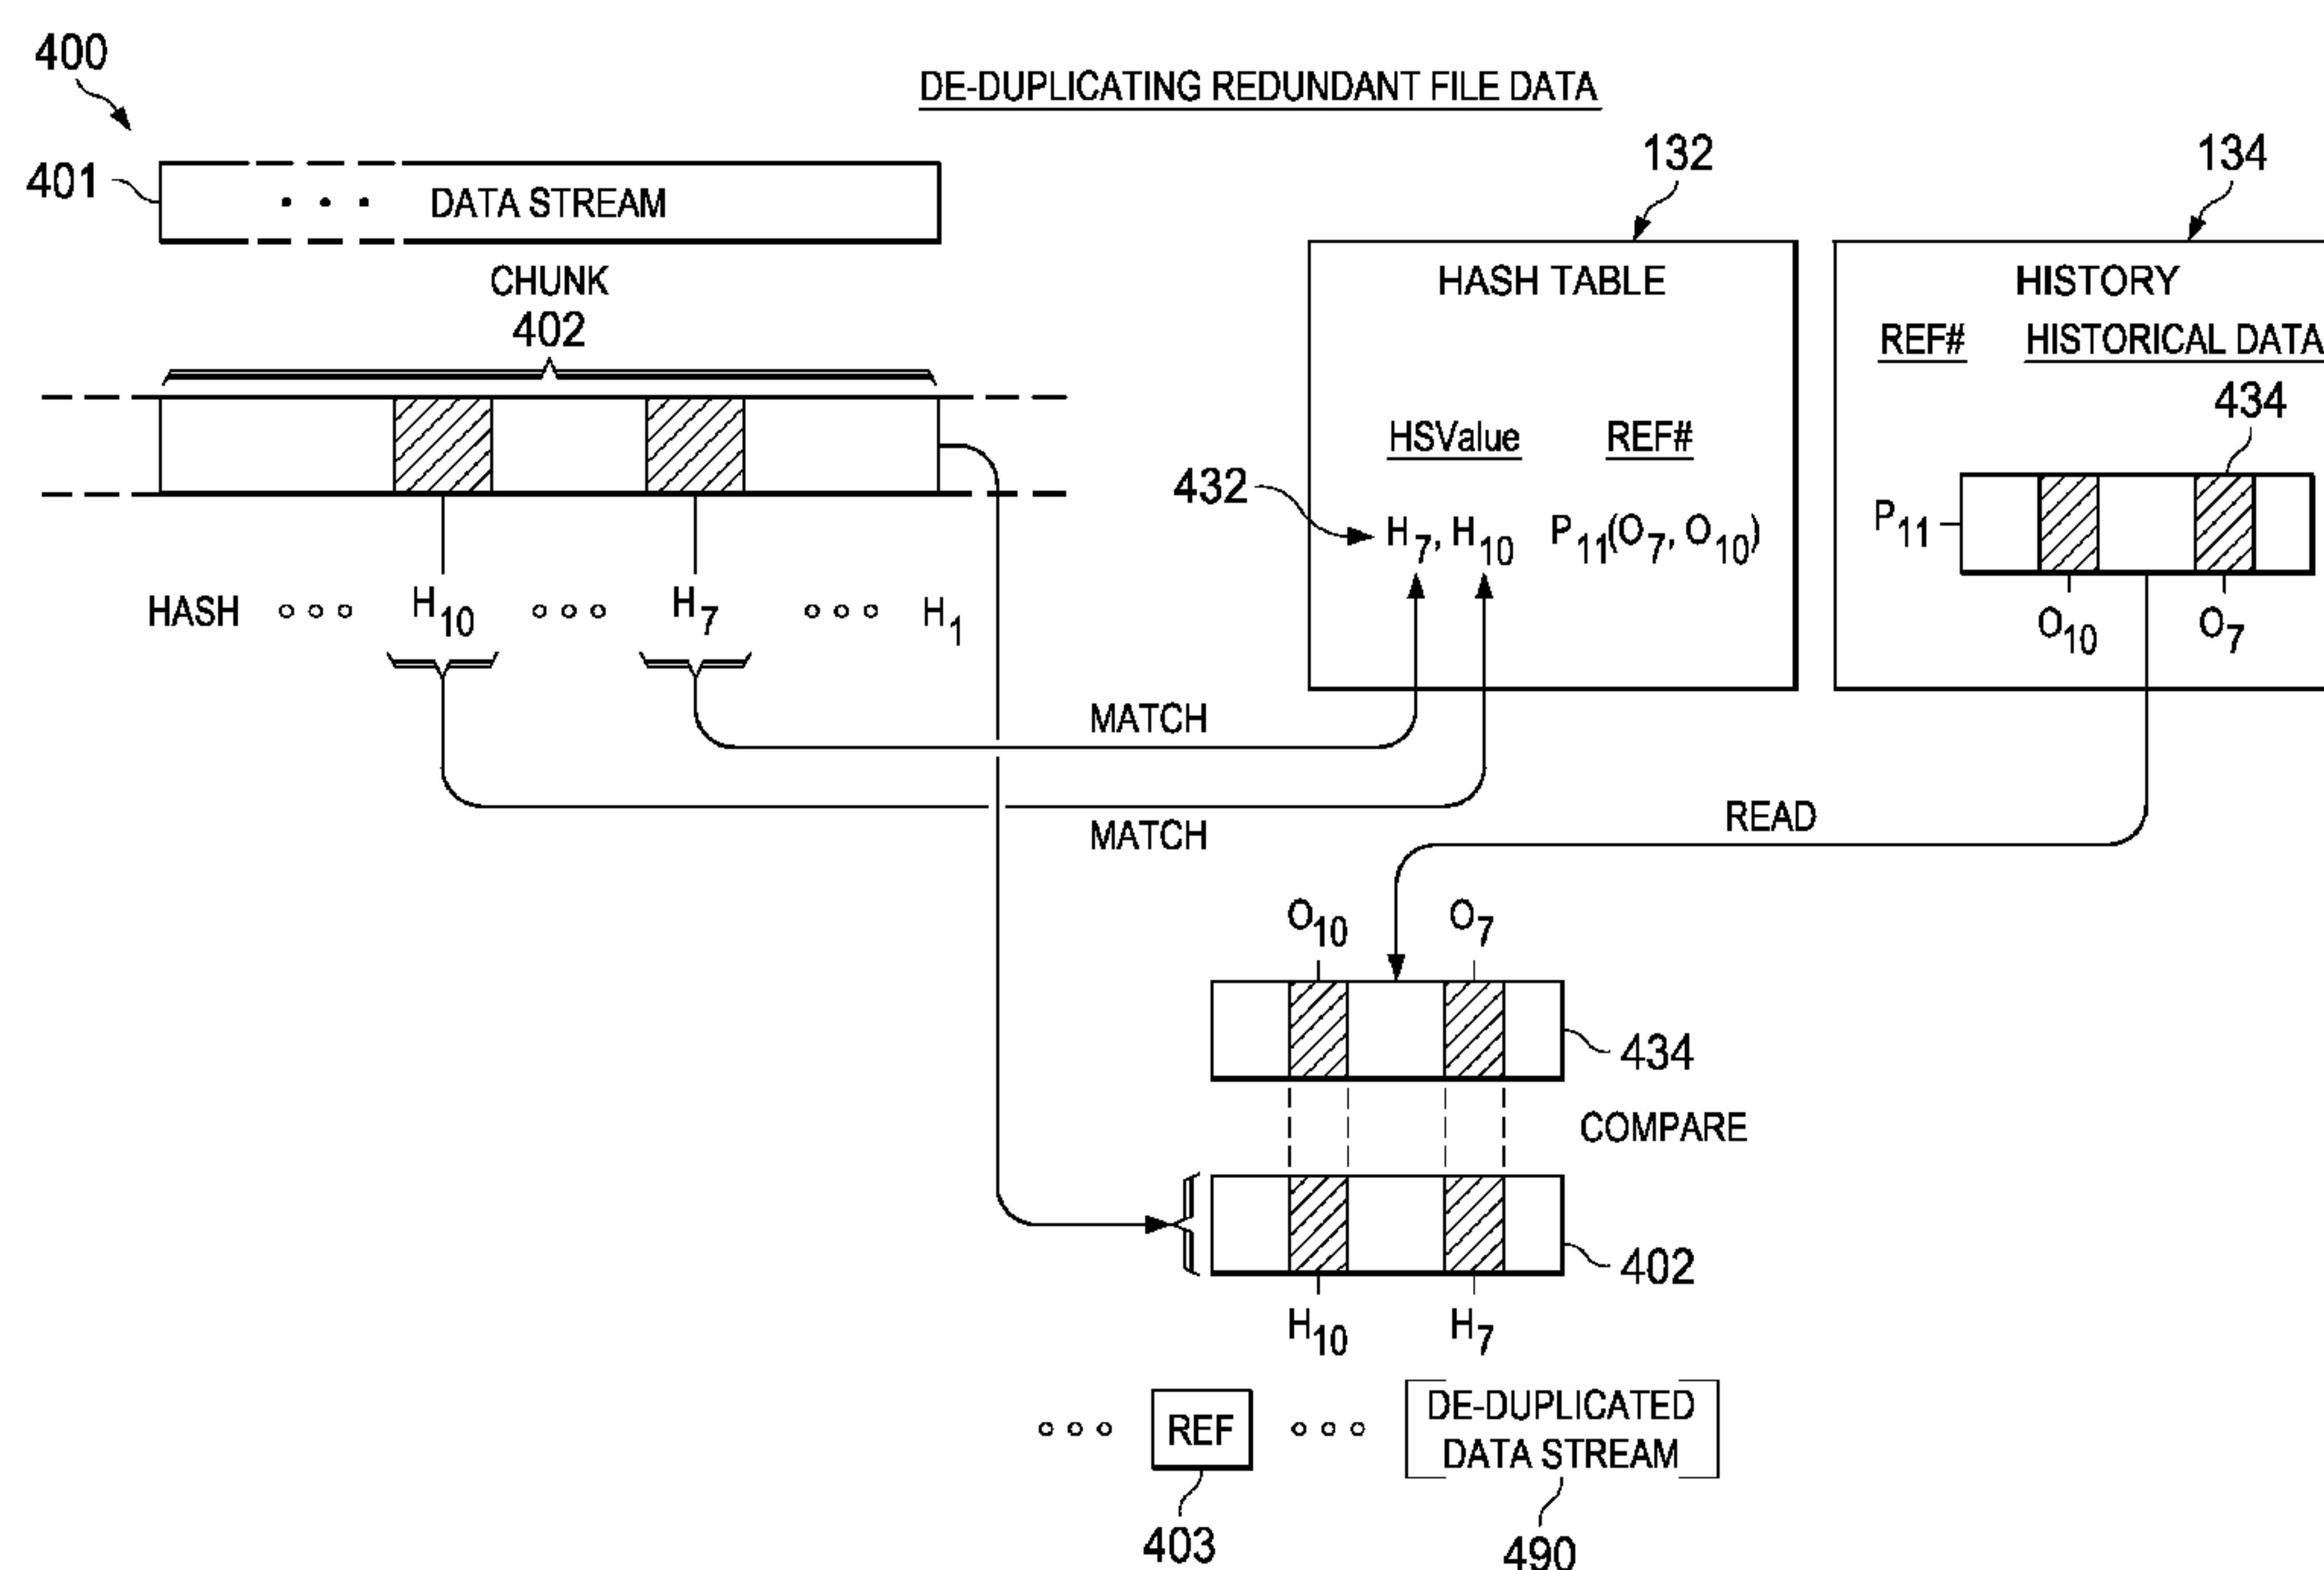 400
DE-DUPLICATING REDUNDANT FILE DATA
401
• • • DATA STREAM
132
134
CHUNK
402
HASH TABLE
HISTORY
REF# HISTORICAL DATA
434
HSValue REF#
432
H7, H10 P11(O7, O10)
P11
O10 O7
HASH ○○○ H10 ○○○ H7 ○○○ H1
MATCH
MATCH
READ
O10 O7
434
COMPARE
402
H10 H7
○○○ REF ○○○ DE-DUPLICATED
DATA STREAM
403
490